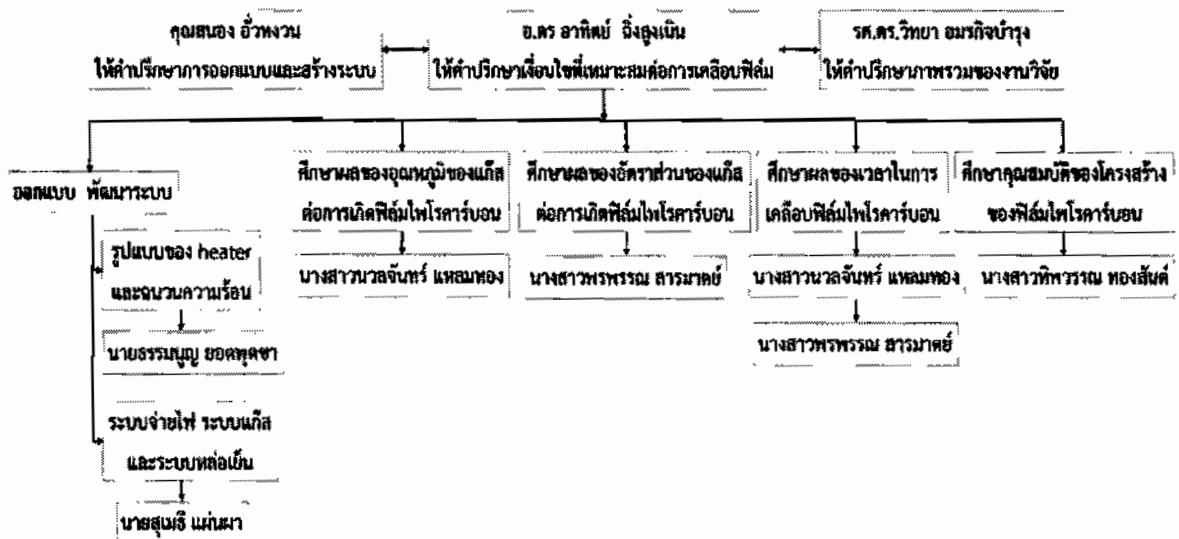 คุณสนอง อิ่วหงวน
ให้คำปรึกษาการออกแบบและสร้างระบบ
อ.ดร อาทิตย์ ฉิ่งสูงเนิน
ให้คำปรึกษาเงื่อนไขที่เหมาะสมต่อการเคลือบฟิล์ม
รศ.ดร.วิทยา อมรกิจบำรุง
ให้คำปรึกษาภาพรวมของงานวิจัย
ออกแบบ พัฒนาระบบ
รูปแบบของ heater
และฉนวนความร้อน
นายธรรมนูญ ยอดพุดซา
ระบบจ่ายไฟ ระบบแก๊ส
และระบบหล่อเย็น
นายสุเมธี แผ่นผา
ศึกษาผลของอุณหภูมิของแก๊ส
ต่อการเกิดฟิล์มไพโรคาร์บอน
นางสาวนวลจันทร์ แหลมทอง
ศึกษาผลของอัตราส่วนของแก๊ส
ต่อการเกิดฟิล์มไพโรคาร์บอน
นางสาวพรพรรณ สารมาตย์
ศึกษาผลของเวลาในการ
เคลือบฟิล์มไพโรคาร์บอน
นางสาวนวลจันทร์ แหลมทอง
นางสาวพรพรรณ สารมาตย์
ศึกษาคุณสมบัติของโครงสร้าง
ของฟิล์มไพโรคาร์บอน
นางสาวทิพวรรณ ทองสันต์